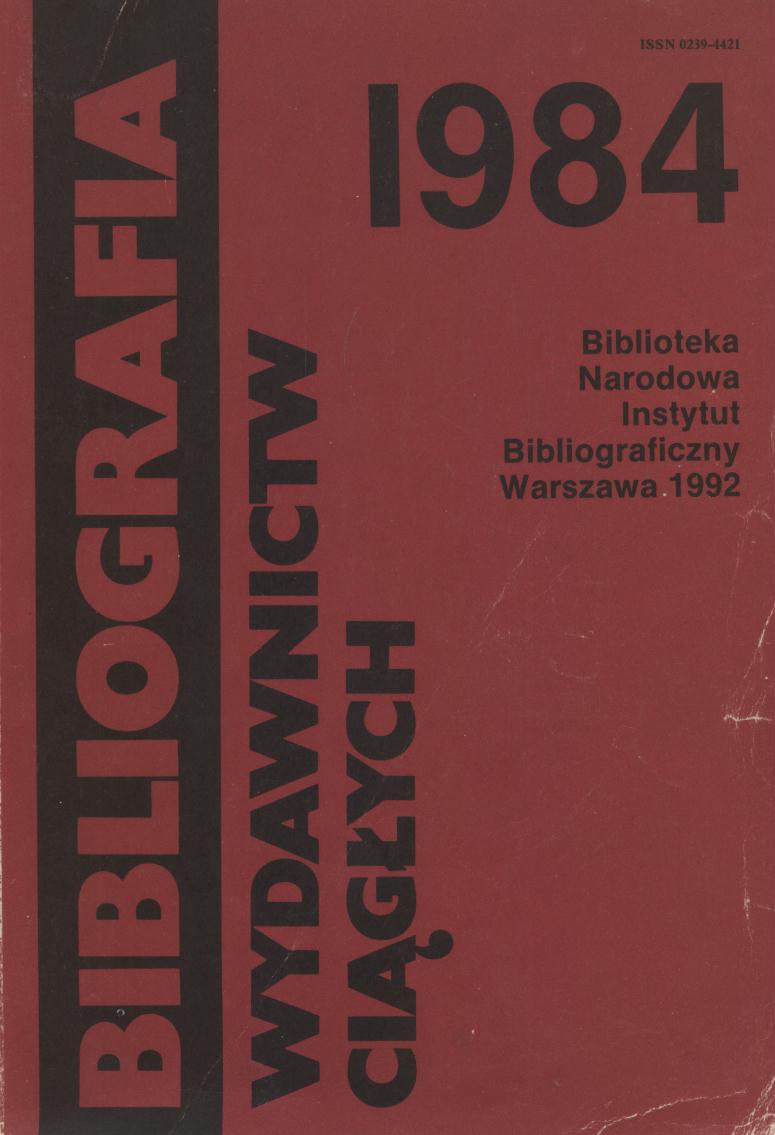 ISSN 0239-4421
1984
BIBLIOGRAFIA
WYDAWNICTW
CIĄGŁYCH
Biblioteka
Narodowa
Instytut
Bibliograficzny
Warszawa 1992